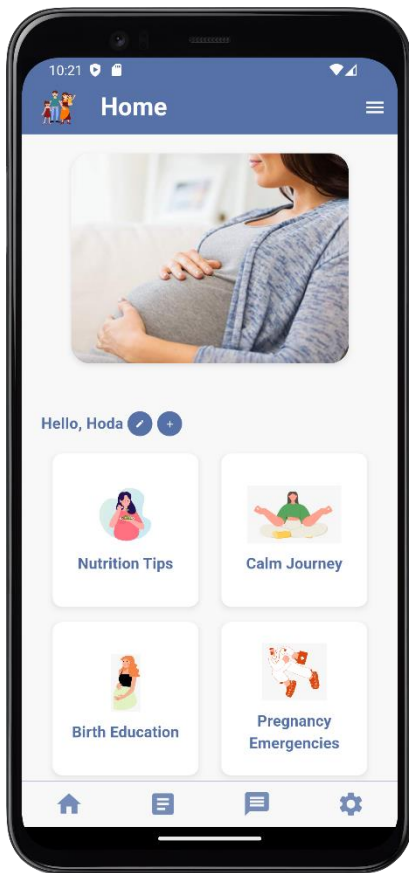 10:21
Home
Hello, Hoda
Nutrition Tips
Calm Journey
Birth Education
Pregnancy
Emergencies